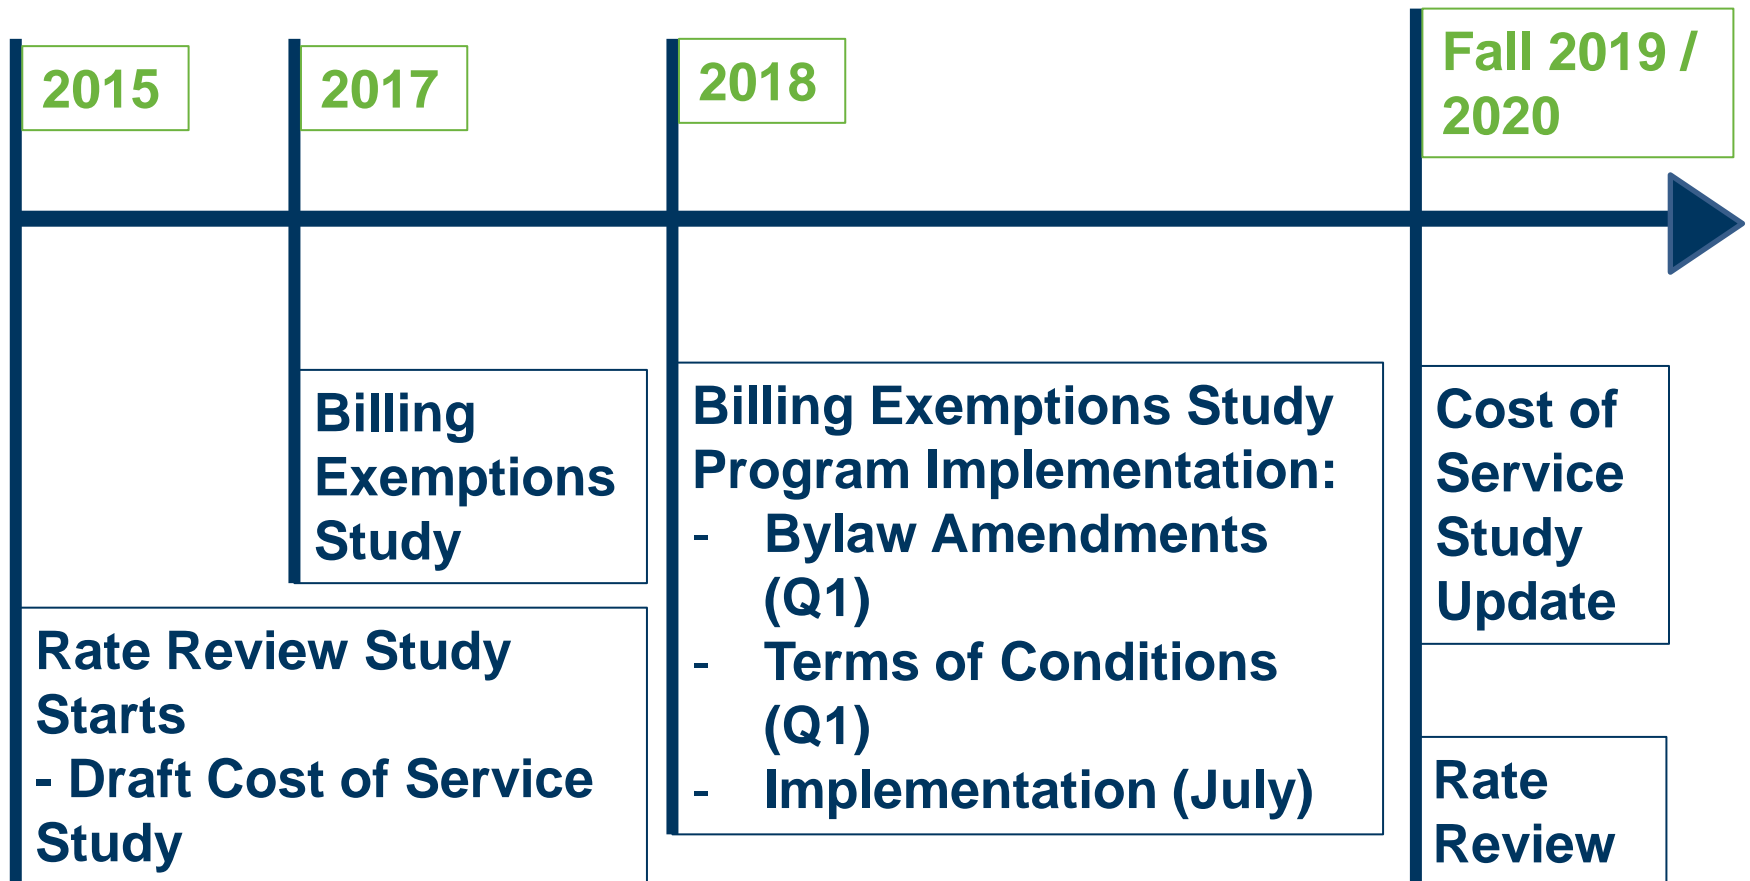 2015
2017
2018
Fall 2019 /
2020
Billing
Exemptions
Study
Rate Review Study
Starts
- Draft Cost of Service
Study
Billing Exemptions Study
Program Implementation:
- Bylaw Amendments
(Q1)
- Terms of Conditions
(Q1)
- Implementation (July)
Cost of
Service
Study
Update
Rate
Review